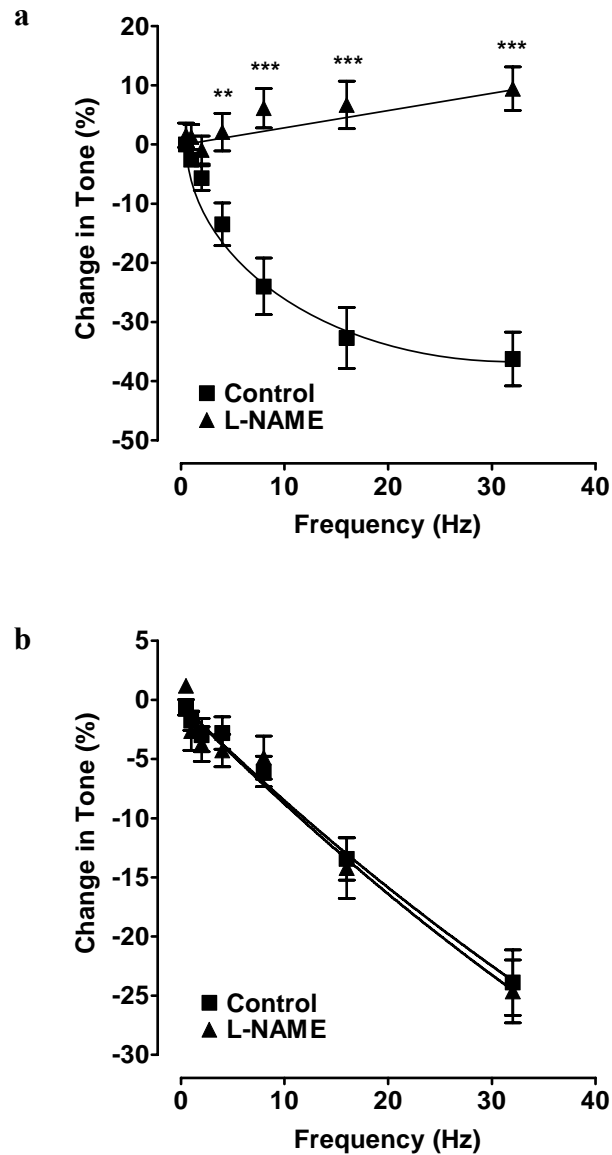 a
20
10
0
-10
-20
-30
-40
-50
Change in Tone (%)
** *** *** ***
Control
L-NAME
0 10 20 30 40
Frequency (Hz)
b
5
0
-5
-10
-15
-20
-25
-30
Change in Tone (%)
Control
L-NAME
0 10 20 30 40
Frequency (Hz)